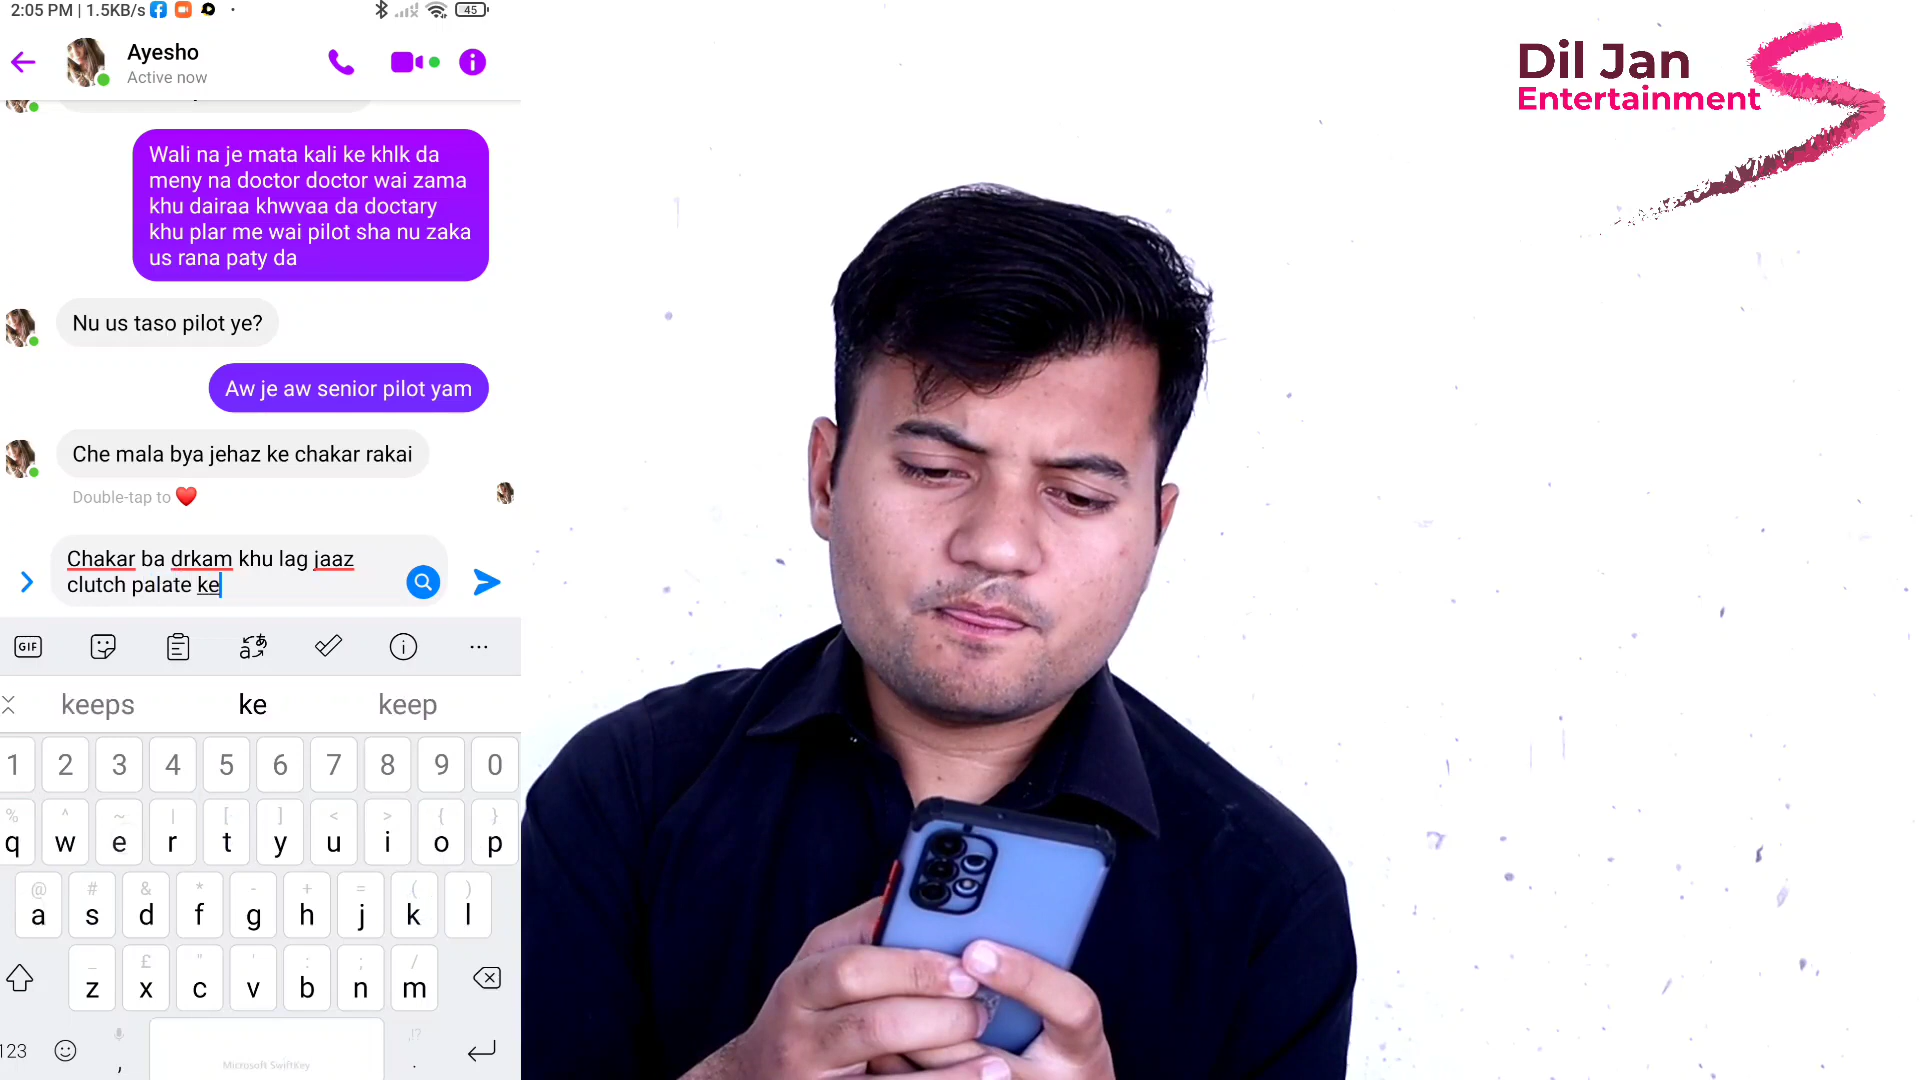 2:05 PM | 1.5KB/s
45
Ayesho
Active now
Wali na je mata kali ke khlk da
meny na doctor doctor wai zama
khu dairaa khwvaa da doctary
khu plar me wai pilot sha nu zaka
us rana paty da
Nu us taso pilot ye?
Aw je aw senior pilot yam
Che mala bya jehaz ke chakar rakai
Double-tap to ❤️
Chakar ba drkam khu lag jaaz
clutch palate ke
GIF
keeps ke keep
1 2 3 4 5 6 7 8 9 0
% ^ ~ | [ ] < > { }
q w e r t y u i o p
@ # & * - + = ( )
a s d f g h j k l
_ £ " ' : ; /
z x c v b n m
123 , Microsoft SwiftKey . ,!?
Dil Jan
Entertainment